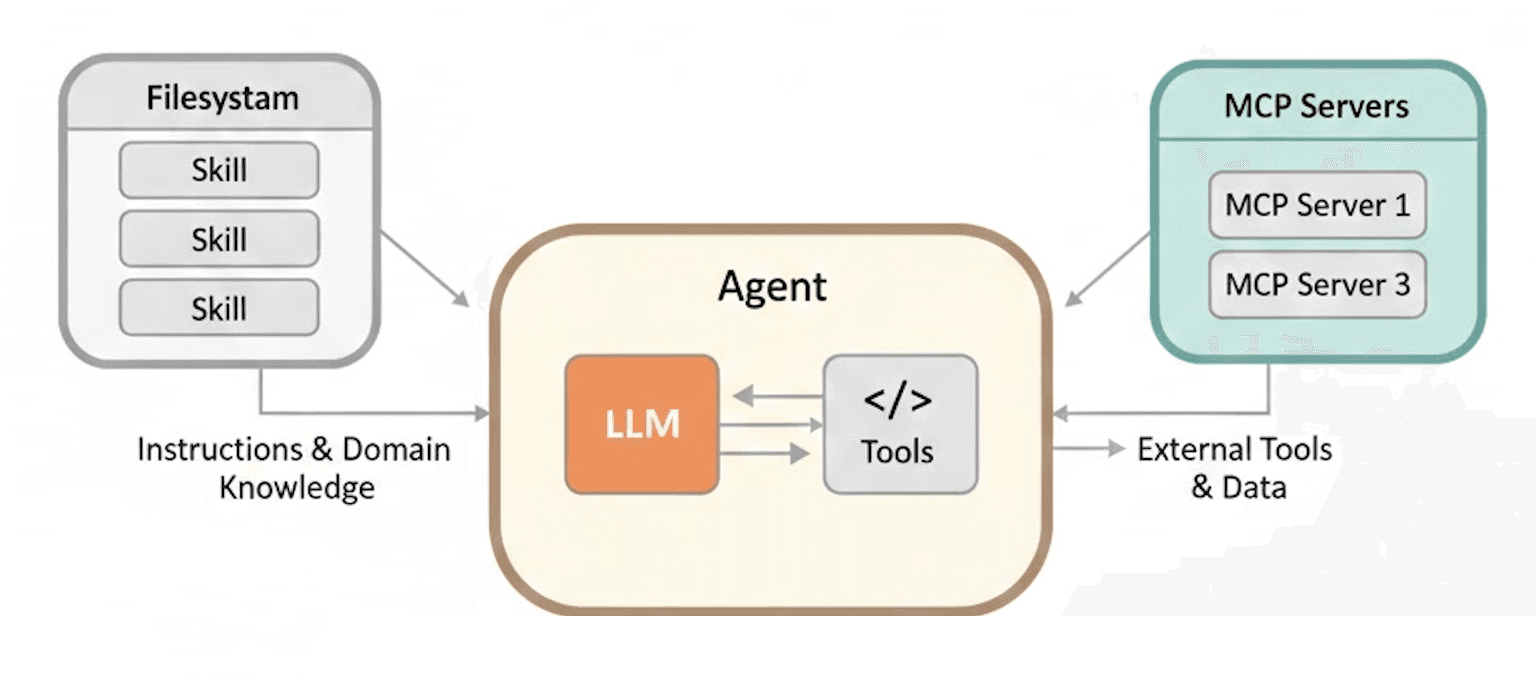 Filesystam
Skill
Skill
Skill
Instructions & Domain
Knowledge
Agent
LLM
</>
Tools
MCP Servers
MCP Server 1
MCP Server 3
External Tools
& Data